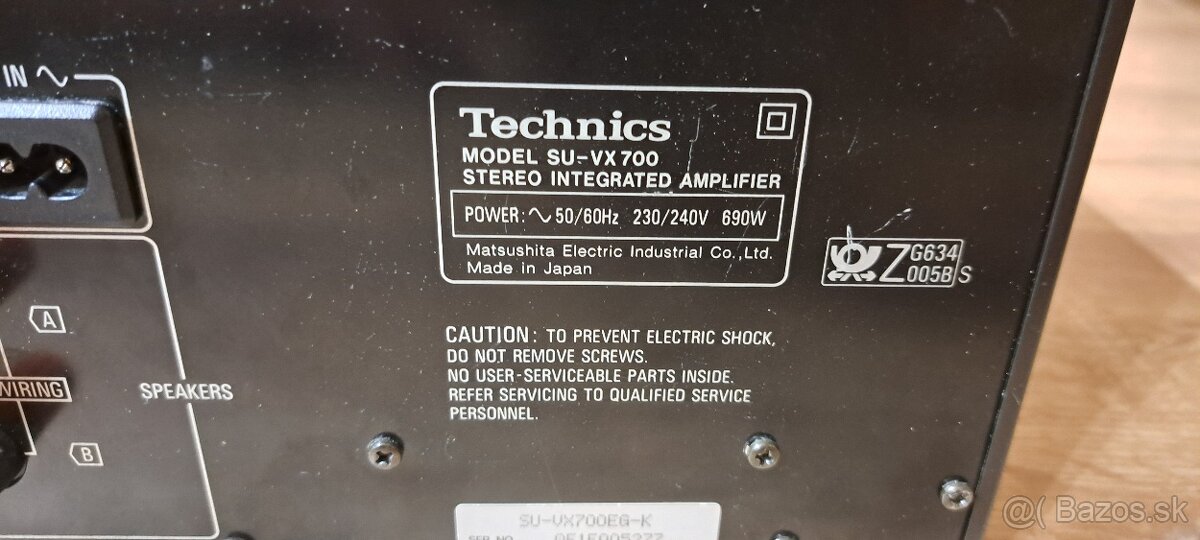 IN
Technics
MODEL SU-VX700
STEREO INTEGRATED AMPLIFIER
POWER: 50/60Hz 230/240V 690W
Matsushita Electric Industrial Co.,Ltd.
Made in Japan
Z G634
005B S
A
WIRING
SPEAKERS
B
CAUTION: TO PREVENT ELECTRIC SHOCK,
DO NOT REMOVE SCREWS.
NO USER-SERVICEABLE PARTS INSIDE.
REFER SERVICING TO QUALIFIED SERVICE
PERSONNEL.
SU-VX700EG-K
SER NO.
Bazos.sk